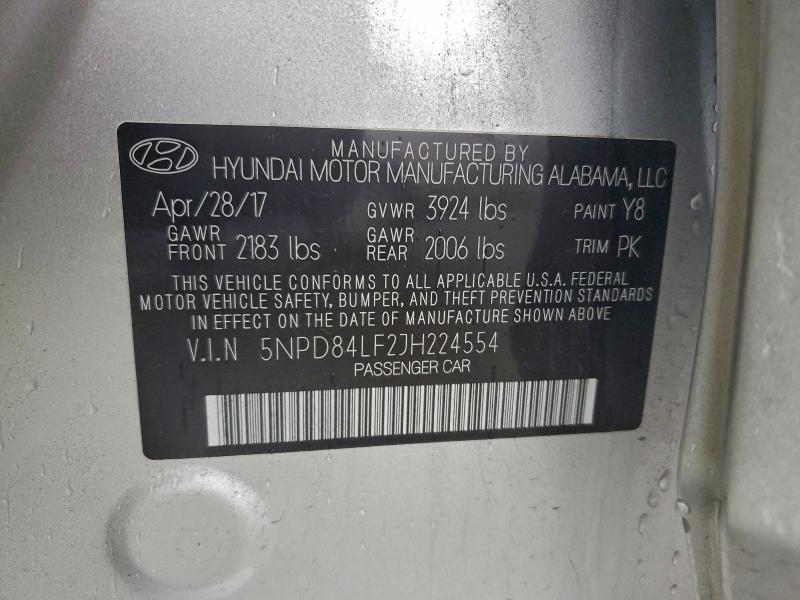 MANUFACTURED BY
HYUNDAI MOTOR MANUFACTURING ALABAMA, LLC
Apr/28/17 GVWR 3924 lbs PAINT Y8
GAWR FRONT 2183 lbs GAWR REAR 2006 lbs TRIM PK
THIS VEHICLE CONFORMS TO ALL APPLICABLE U.S.A. FEDERAL
MOTOR VEHICLE SAFETY, BUMPER, AND THEFT PREVENTION STANDARDS
IN EFFECT ON THE DATE OF MANUFACTURE SHOWN ABOVE.
V.I.N 5NPD84LF2JH224554
PASSENGER CAR